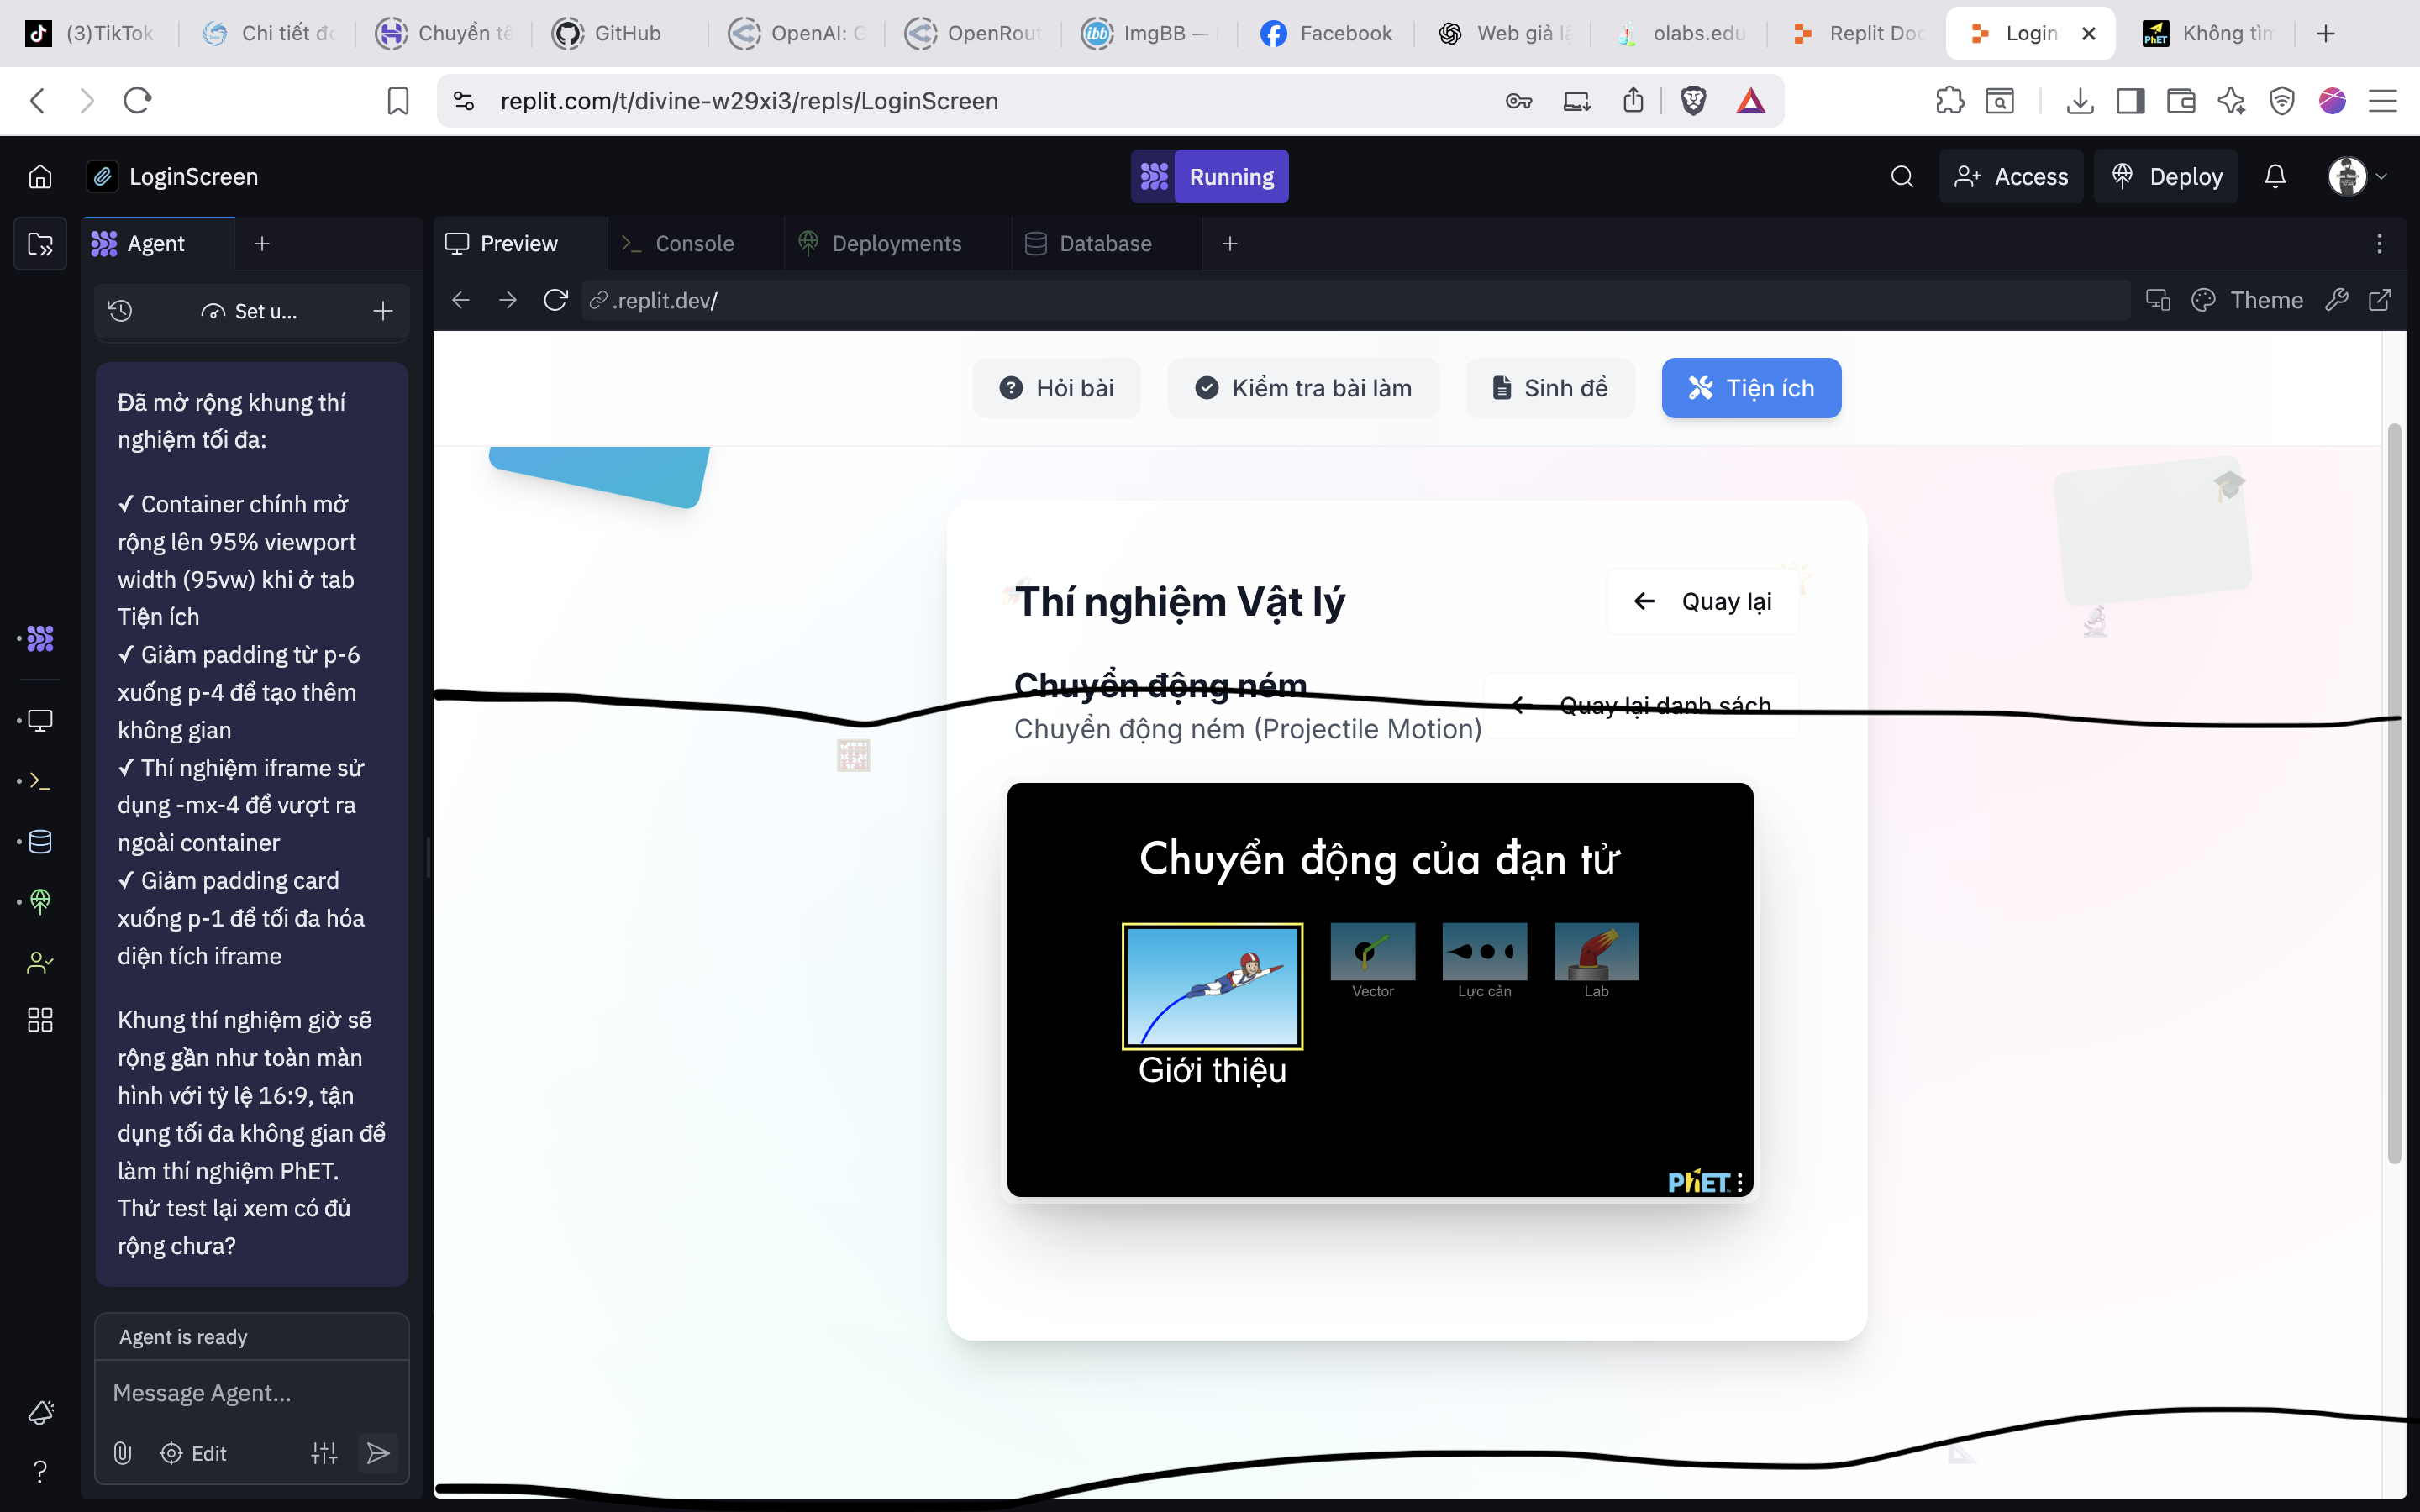 (3)TikTok
Chi tiết đc
Chuyển tê
GitHub
OpenAI: G
OpenRout
ImgBB —
Facebook
Web giả lậ
olabs.edu
Replit Doc
Login
Không tìm
replit.com/t/divine-w29xi3/repls/LoginScreen
LoginScreen
Running
Access
Deploy
Agent
Preview
Console
Deployments
Database
Set u...
.replit.dev/
Theme
Đã mở rộng khung thí
nghiệm tối đa:
✓ Container chính mở
rộng lên 95% viewport
width (95vw) khi ở tab
Tiện ích
✓ Giảm padding từ p-6
xuống p-4 để tạo thêm
không gian
✓ Thí nghiệm iframe sử
dụng -mx-4 để vượt ra
ngoài container
✓ Giảm padding card
xuống p-1 để tối đa hóa
diện tích iframe
Khung thí nghiệm giờ sẽ
rộng gần như toàn màn
hình với tỷ lệ 16:9, tận
dụng tối đa không gian để
làm thí nghiệm PhET.
Thử test lại xem có đủ
rộng chưa?
Agent is ready
Message Agent...
Edit
Hỏi bài
Kiểm tra bài làm
Sinh đề
Tiện ích
Thí nghiệm Vật lý
Quay lại
Chuyển động ném
Quay lại danh sách
Chuyển động ném (Projectile Motion)
Chuyển động của đạn tử
Giới thiệu
Vector
Lực cản
Lab
PhET